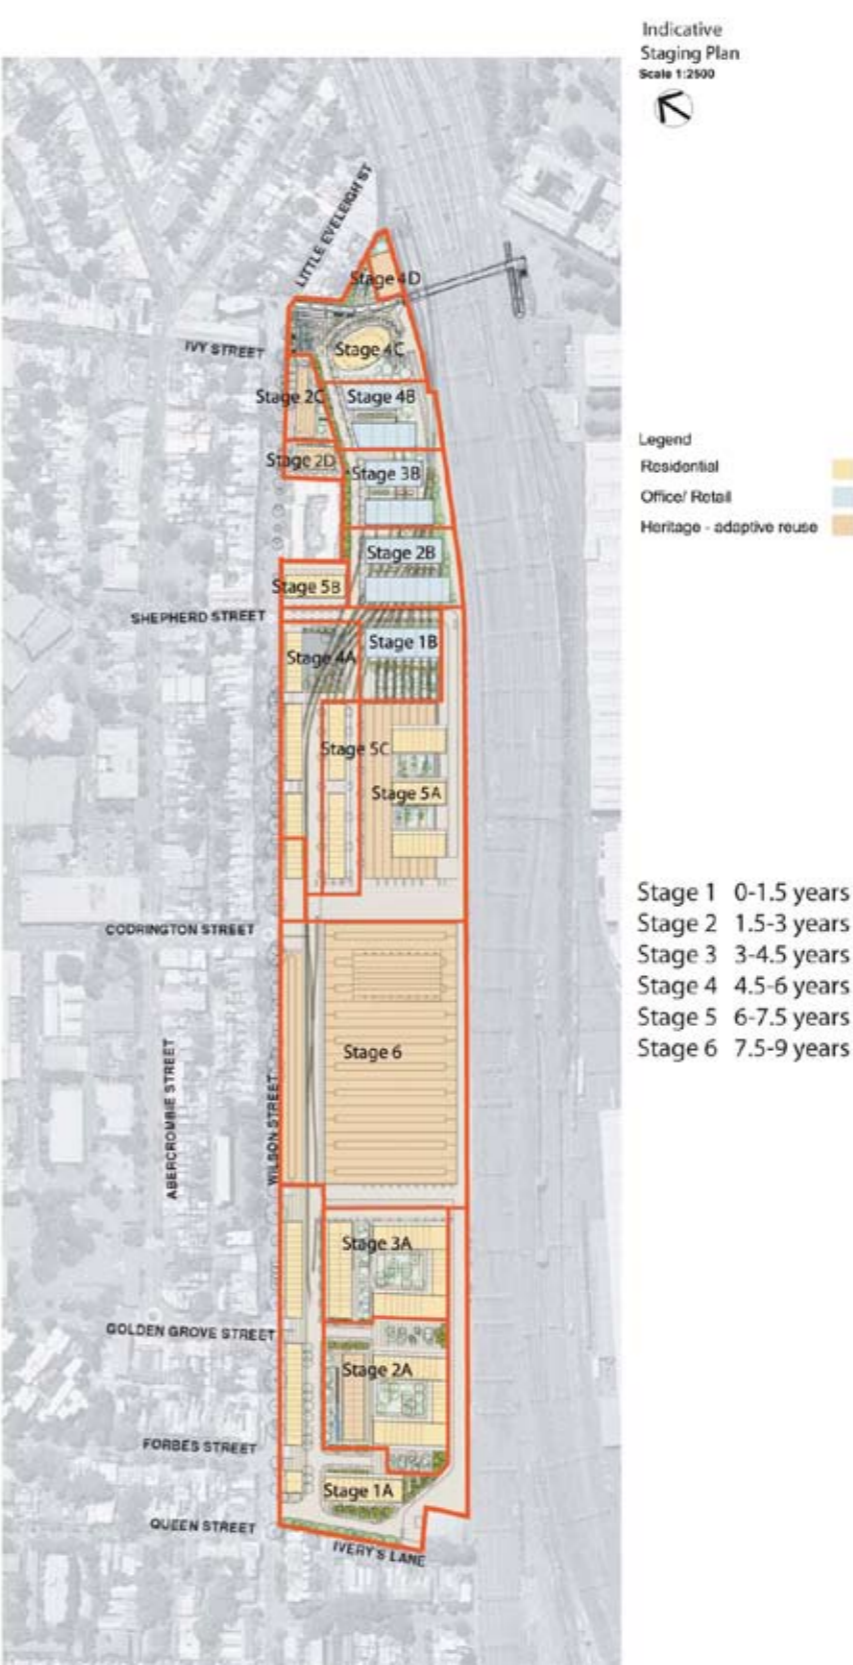 Indicative
Staging Plan
Scale 1:2500
LITTLE EVELEIGH ST
Stage 4D
IVY STREET
Stage 4C
Stage 2C
Stage 4B
Stage 2D
Stage 3B
Stage 2B
Stage 5B
SHEPHERD STREET
Stage 1B
Stage 4A
Stage 5C
Stage 5A
CODRINGTON STREET
Stage 6
ABERCROMBIE STREET
WILSON STREET
Stage 3A
GOLDEN GROVE STREET
Stage 2A
FORBES STREET
Stage 1A
QUEEN STREET
IVERY'S LANE
Legend
Residential
Office/ Retail
Heritage - adaptive reuse
Stage 1 0-1.5 years
Stage 2 1.5-3 years
Stage 3 3-4.5 years
Stage 4 4.5-6 years
Stage 5 6-7.5 years
Stage 6 7.5-9 years